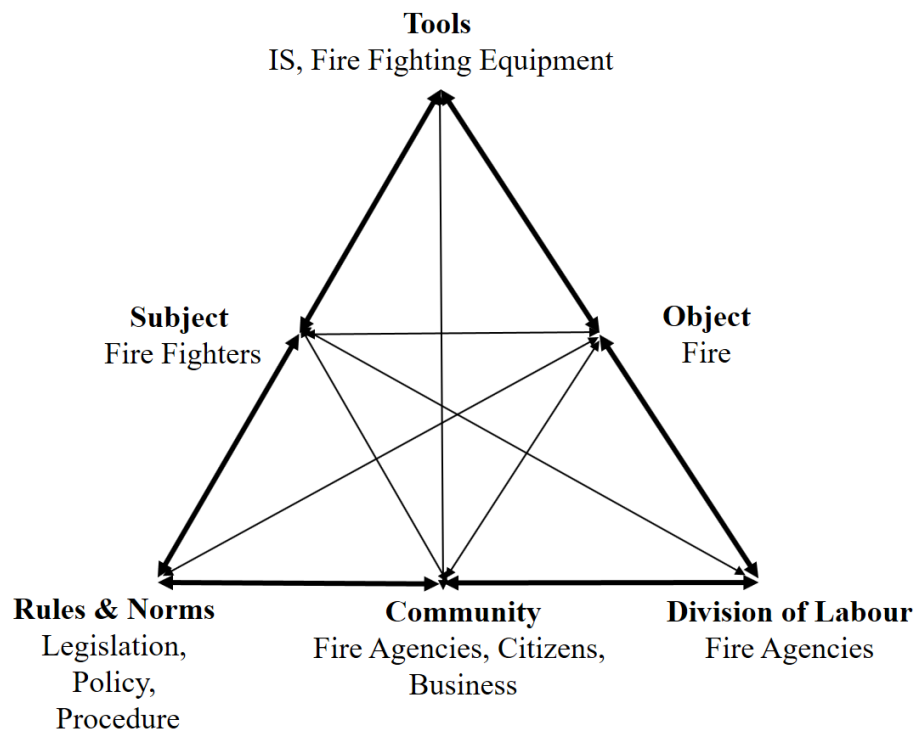 Tools
IS, Fire Fighting Equipment
Subject
Fire Fighters
Object
Fire
Rules & Norms
Legislation,
Policy,
Procedure
Community
Fire Agencies, Citizens,
Business
Division of Labour
Fire Agencies